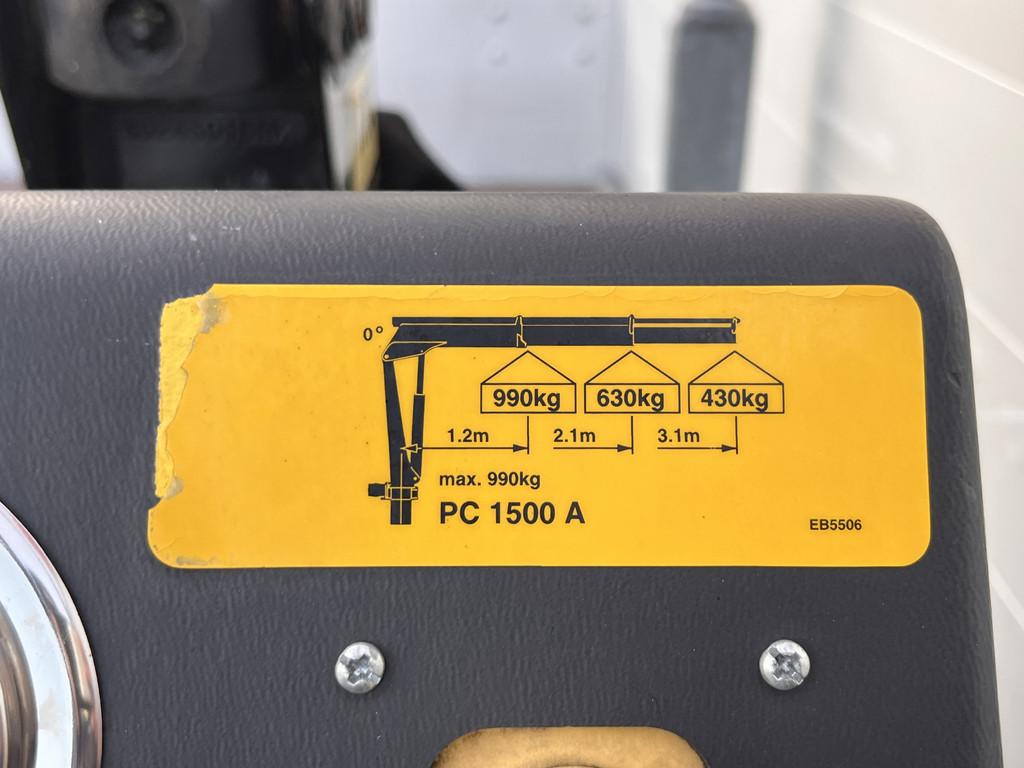 0°
990kg 630kg 430kg
1.2m 2.1m 3.1m
max. 990kg
PC 1500 A
EB5506